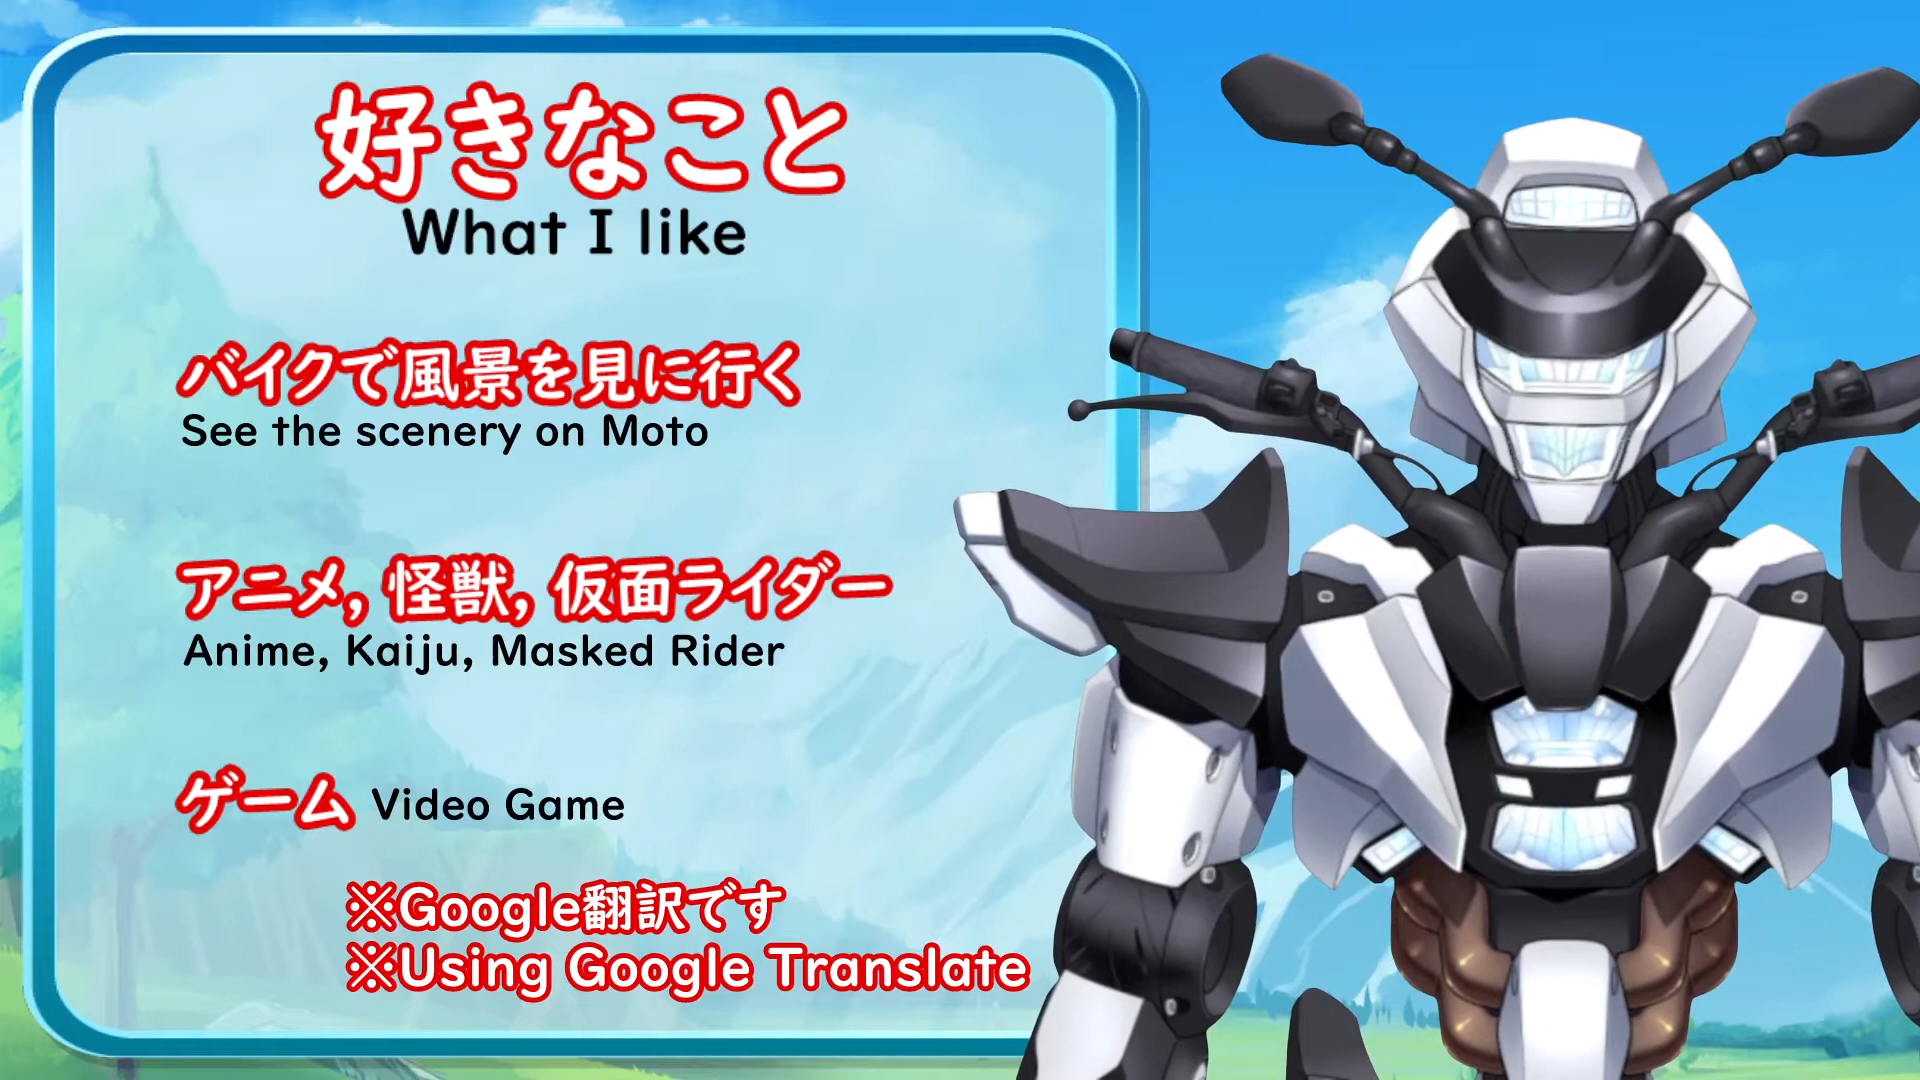 好きなこと
What I like
バイクで風景を見に行く
See the scenery on Moto
アニメ, 怪獣, 仮面ライダー
Anime, Kaiju, Masked Rider
ゲーム Video Game
※Google翻訳です
※Using Google Translate